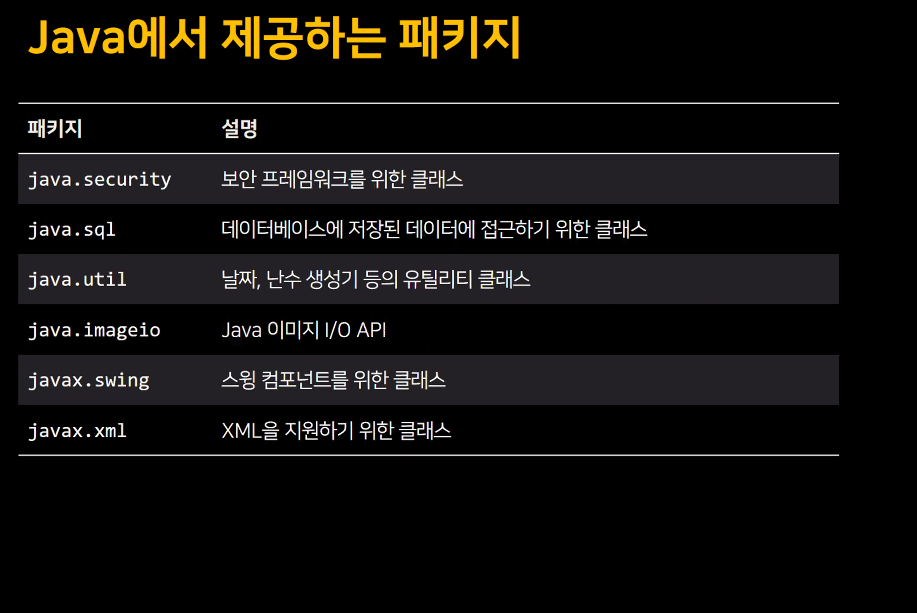 Java에서 제공하는 패키지
패키지 설명
java.security 보안 프레임워크를 위한 클래스
java.sql 데이터베이스에 저장된 데이터에 접근하기 위한 클래스
java.util 날짜, 난수 생성기 등의 유틸리티 클래스
java.imageio Java 이미지 I/O API
javax.swing 스윙 컴포넌트를 위한 클래스
javax.xml XML을 지원하기 위한 클래스